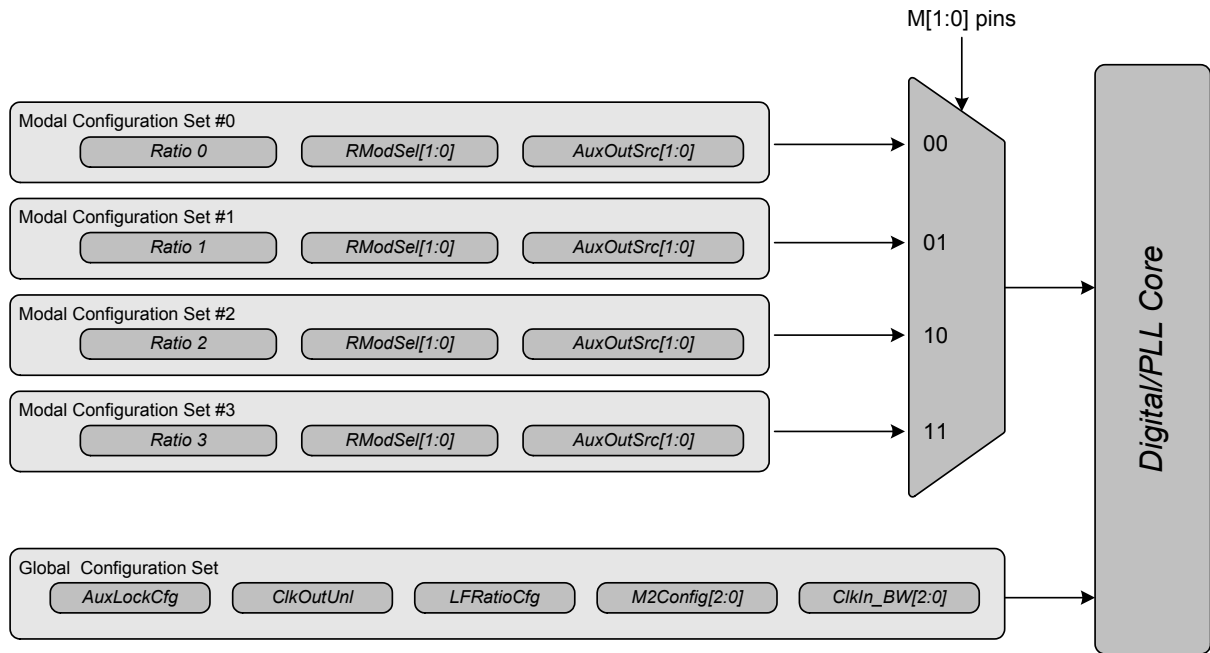 M[1:0] pins
Modal Configuration Set #0
Ratio 0 RModSel[1:0] AuxOutSrc[1:0]
00
Modal Configuration Set #1
Ratio 1 RModSel[1:0] AuxOutSrc[1:0]
01
Modal Configuration Set #2
Ratio 2 RModSel[1:0] AuxOutSrc[1:0]
10
Modal Configuration Set #3
Ratio 3 RModSel[1:0] AuxOutSrc[1:0]
11
Digital/PLL Core
Global Configuration Set
AuxLockCfg ClkOutUnl LFRatioCfg M2Config[2:0] ClkIn_BW[2:0]